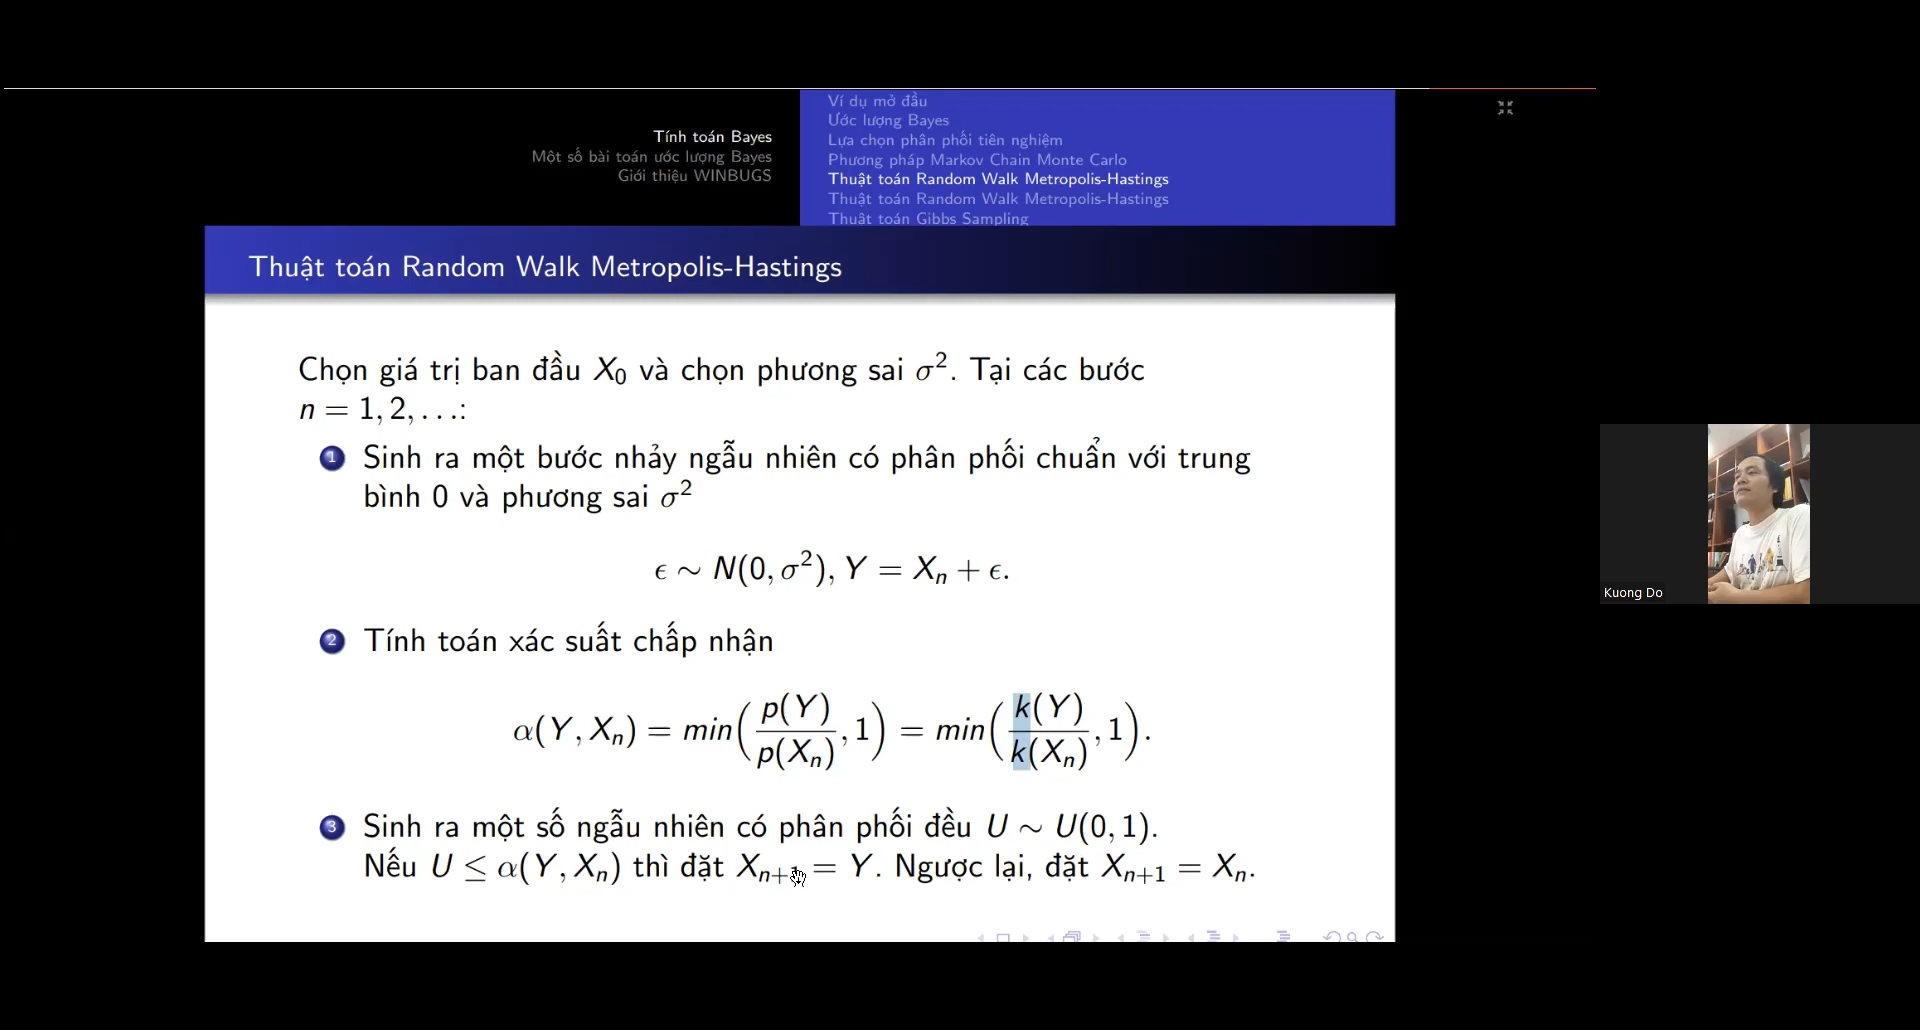 Tính toán Bayes
Một số bài toán ước lượng Bayes
Giới thiệu WINBUGS
Ví dụ mở đầu
Ước lượng Bayes
Lựa chọn phân phối tiên nghiệm
Phương pháp Markov Chain Monte Carlo
Thuật toán Random Walk Metropolis-Hastings
Thuật toán Random Walk Metropolis-Hastings
Thuật toán Gibbs Sampling
Thuật toán Random Walk Metropolis-Hastings
Chọn giá trị ban đầu X₀ và chọn phương sai σ². Tại các bước
n = 1, 2, . . .:
1 Sinh ra một bước nhảy ngẫu nhiên có phân phối chuẩn với trung
bình 0 và phương sai σ²
ϵ ∼ N(0, σ²), Y = Xₙ + ϵ.
2 Tính toán xác suất chấp nhận
α(Y, Xₙ) = min(p(Y)/p(Xₙ), 1) = min(k(Y)/k(Xₙ), 1).
3 Sinh ra một số ngẫu nhiên có phân phối đều U ∼ U(0, 1).
Nếu U ≤ α(Y, Xₙ) thì đặt Xₙ₊₁ = Y. Ngược lại, đặt Xₙ₊₁ = Xₙ.
Kuong Do